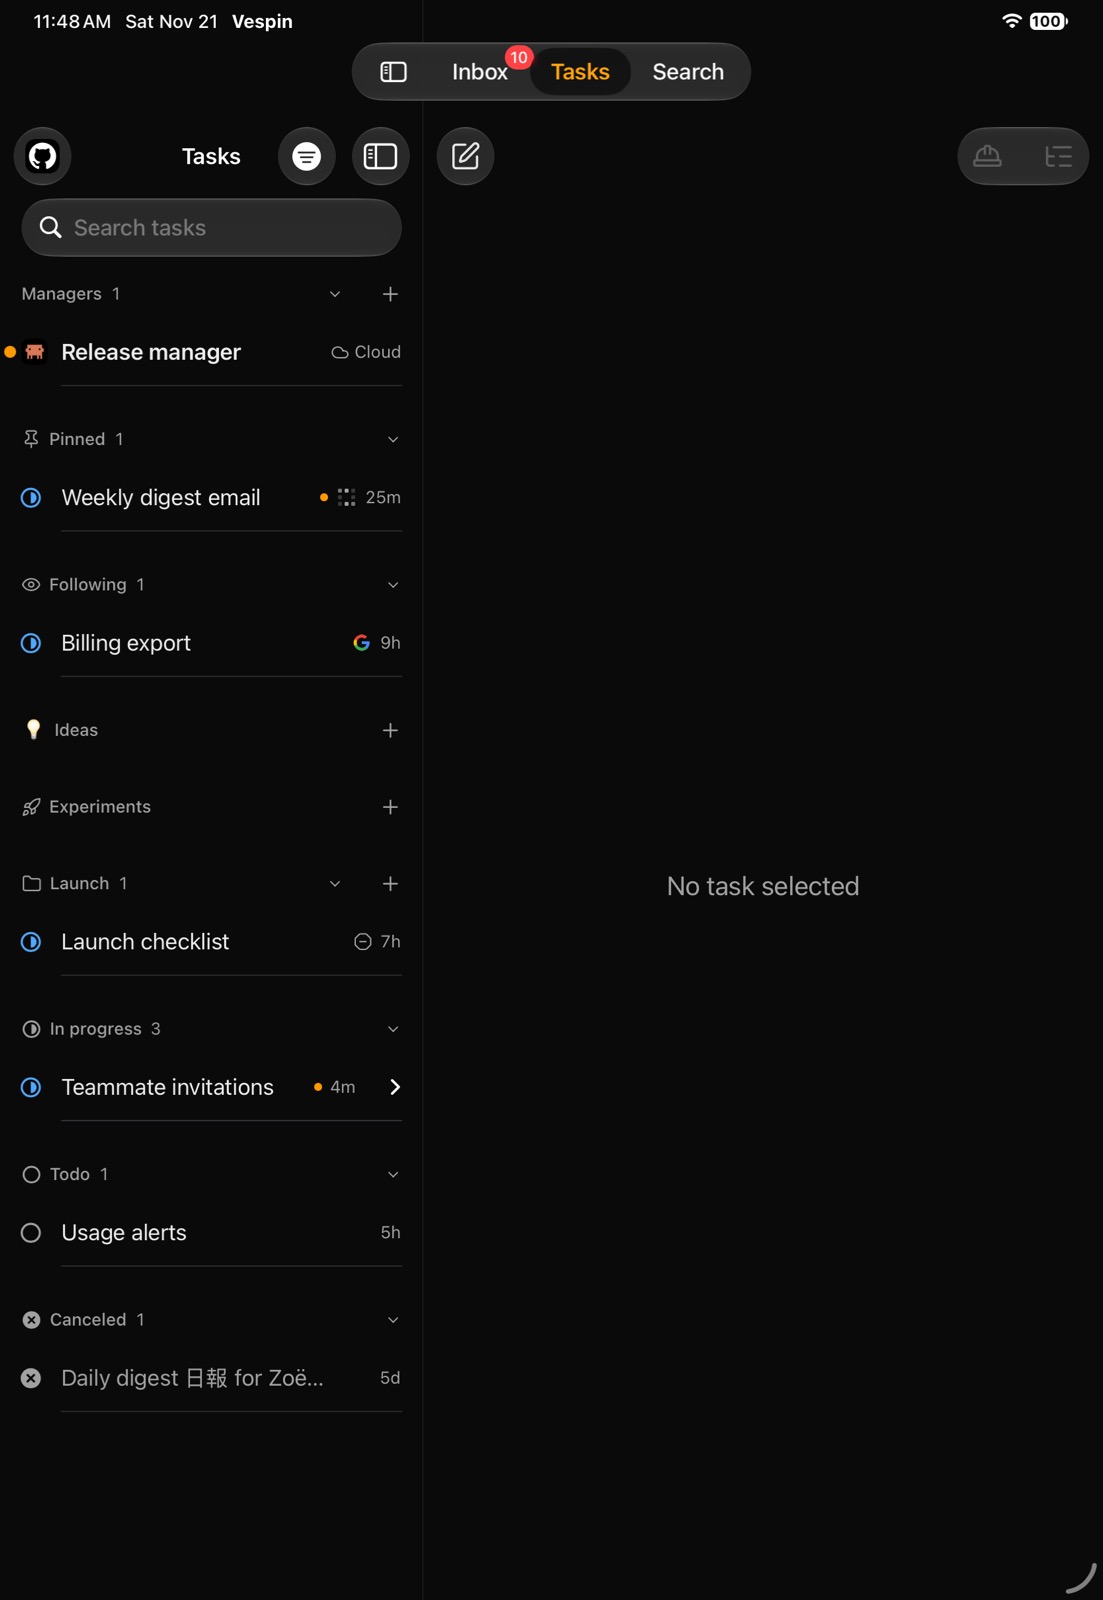 11:48 AM Sat Nov 21 Vespin
100
Inbox 10 Tasks Search
Tasks
Search tasks
Managers 1
Release manager Cloud
Pinned 1
Weekly digest email 25m
Following 1
Billing export 9h
Ideas
Experiments
Launch 1
Launch checklist 7h
No task selected
In progress 3
Teammate invitations 4m
Todo 1
Usage alerts 5h
Canceled 1
Daily digest 日報 for Zoë... 5d